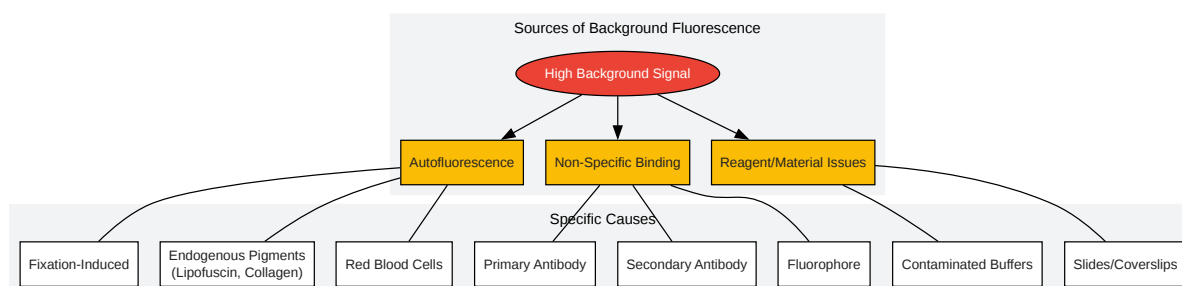 Sources of Background Fluorescence
High Background Signal
Autofluorescence
Non-Specific Binding
Reagent/Material Issues
Specific Causes
Fixation-Induced
Endogenous Pigments
(Lipofuscin, Collagen)
Red Blood Cells
Primary Antibody
Secondary Antibody
Fluorophore
Contaminated Buffers
Slides/Coverslips